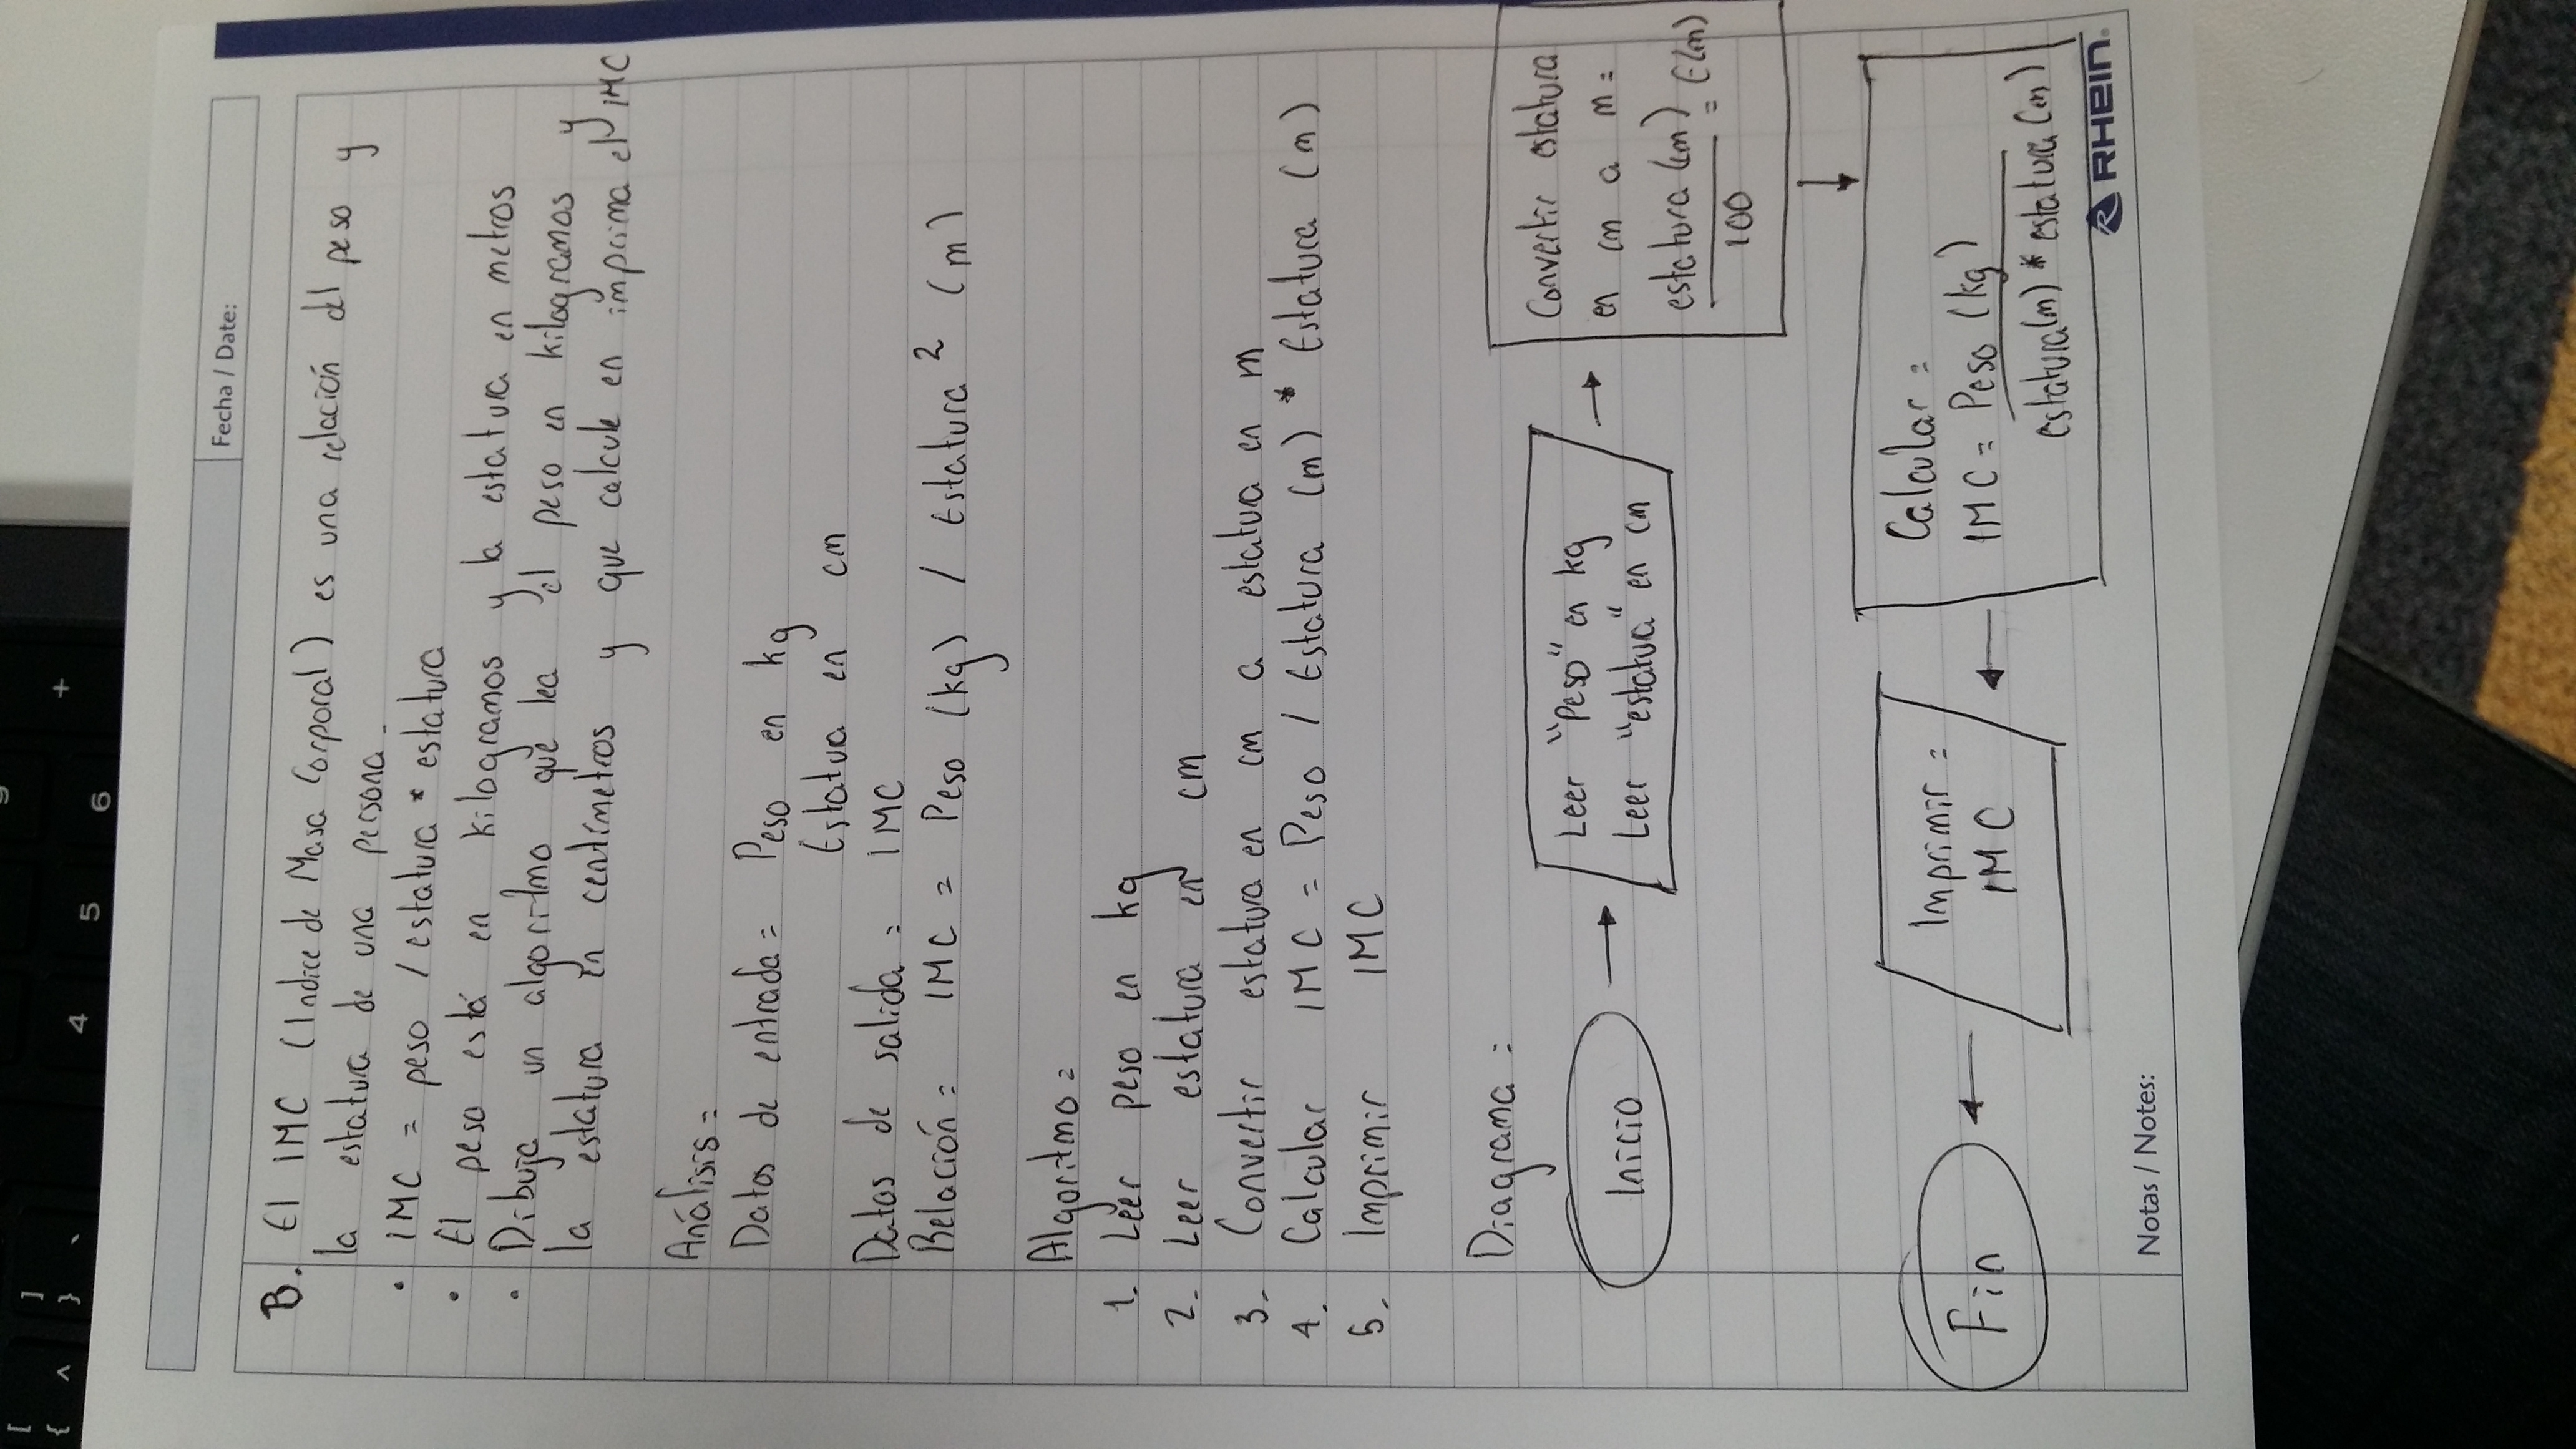 Fecha / Date:
B. El IMC (Indice de Masa Corporal) es una relación del peso y
la estatura de una persona.
• IMC = peso / estatura * estatura
• El peso está en kilogramos y la estatura en metros
• Dibuja un algoritmo que lea el peso en kilogramos y
la estatura en centímetros y que calcule en imprima el IMC
Análisis =
Datos de entrada = Peso en kg
Estatura en cm
Datos de salida = IMC
Relación = IMC = Peso (kg) / Estatura ² (m)
Algoritmo =
1. Leer peso en kg
2. Leer estatura en cm
3. Convertir estatura en cm a estatura en m
4. Calcular IMC = Peso / Estatura (m) * Estatura (m)
5. Imprimir IMC
Diagrama =
Inicio
Leer "Peso" en kg
Leer "estatura" en cm
Convertir estatura
en cm a m =
estatura (cm) = E(m)
100
Calcular =
IMC = Peso (kg)
estatura(m) * estatura (m)
Imprimir =
IMC
Fin
Notas / Notes:
RHEIN
[ {
^
] }
`
4
5
6
+